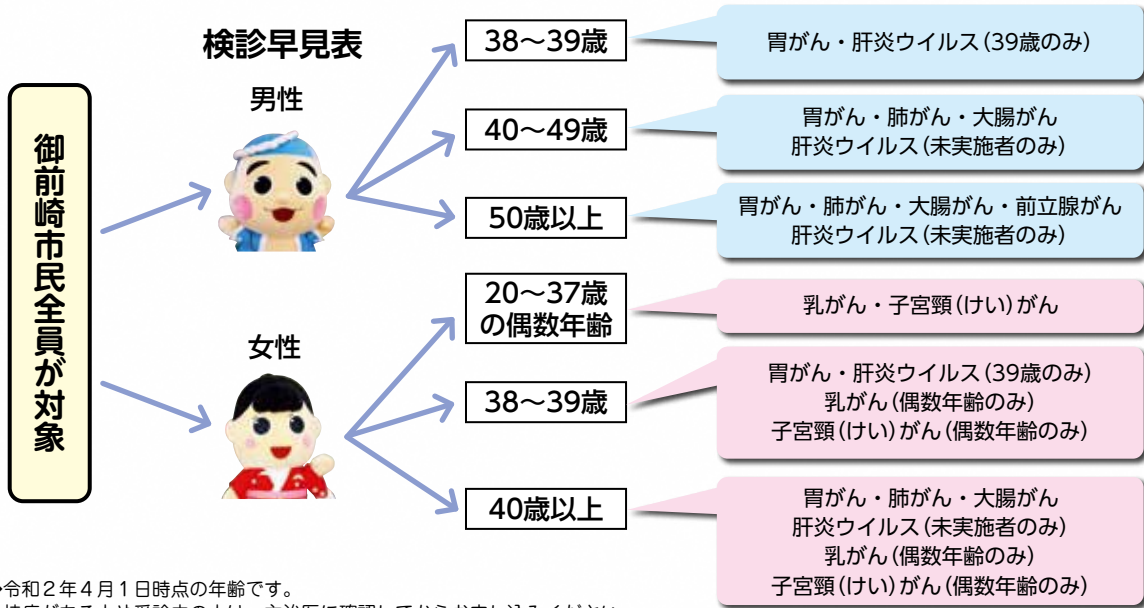 検診早見表
御前崎市民全員が対象
男性
38～39歳
胃がん・肝炎ウイルス(39歳のみ)
40～49歳
胃がん・肺がん・大腸がん
肝炎ウイルス(未実施者のみ)
50歳以上
胃がん・肺がん・大腸がん・前立腺がん
肝炎ウイルス(未実施者のみ)
女性
20～37歳
の偶数年齢
乳がん・子宮頸(けい)がん
38～39歳
胃がん・肝炎ウイルス(39歳のみ)
乳がん(偶数年齢のみ)
子宮頸(けい)がん(偶数年齢のみ)
40歳以上
胃がん・肺がん・大腸がん
肝炎ウイルス(未実施者のみ)
乳がん(偶数年齢のみ)
子宮頸(けい)がん(偶数年齢のみ)
令和２年４月１日時点の年齢です。